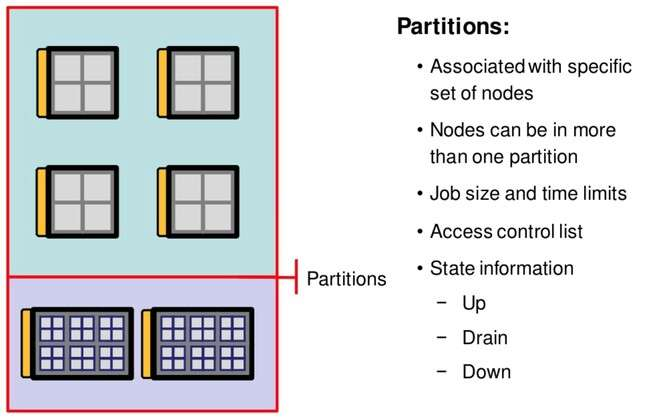 Partitions:
• Associated with specific
set of nodes
• Nodes can be in more
than one partition
• Job size and time limits
• Access control list
• State information
– Up
– Drain
– Down
Partitions